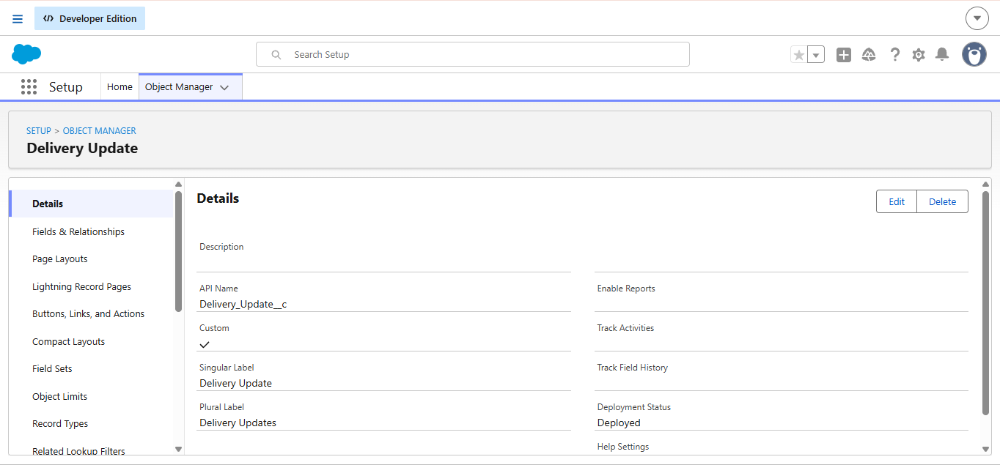 Developer Edition
Search Setup
Setup
Home
Object Manager
SETUP > OBJECT MANAGER
Delivery Update
Details
Fields & Relationships
Page Layouts
Lightning Record Pages
Buttons, Links, and Actions
Compact Layouts
Field Sets
Object Limits
Record Types
Related Lookup Filters
Details
Edit
Delete
Description
API Name
Delivery_Update__c
Custom
Singular Label
Delivery Update
Plural Label
Delivery Updates
Enable Reports
Track Activities
Track Field History
Deployment Status
Deployed
Help Settings